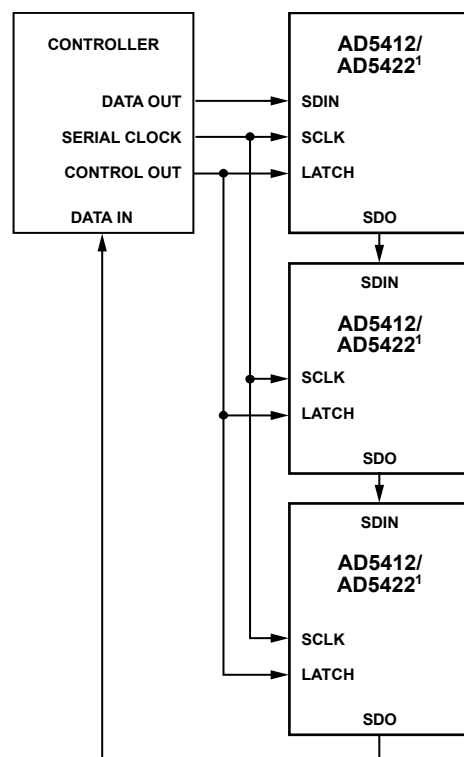 CONTROLLER
DATA OUT
SERIAL CLOCK
CONTROL OUT
DATA IN
AD5412/
AD5422¹
SDIN
SCLK
LATCH
SDO
SDIN
AD5412/
AD5422¹
SCLK
LATCH
SDO
SDIN
AD5412/
AD5422¹
SCLK
LATCH
SDO